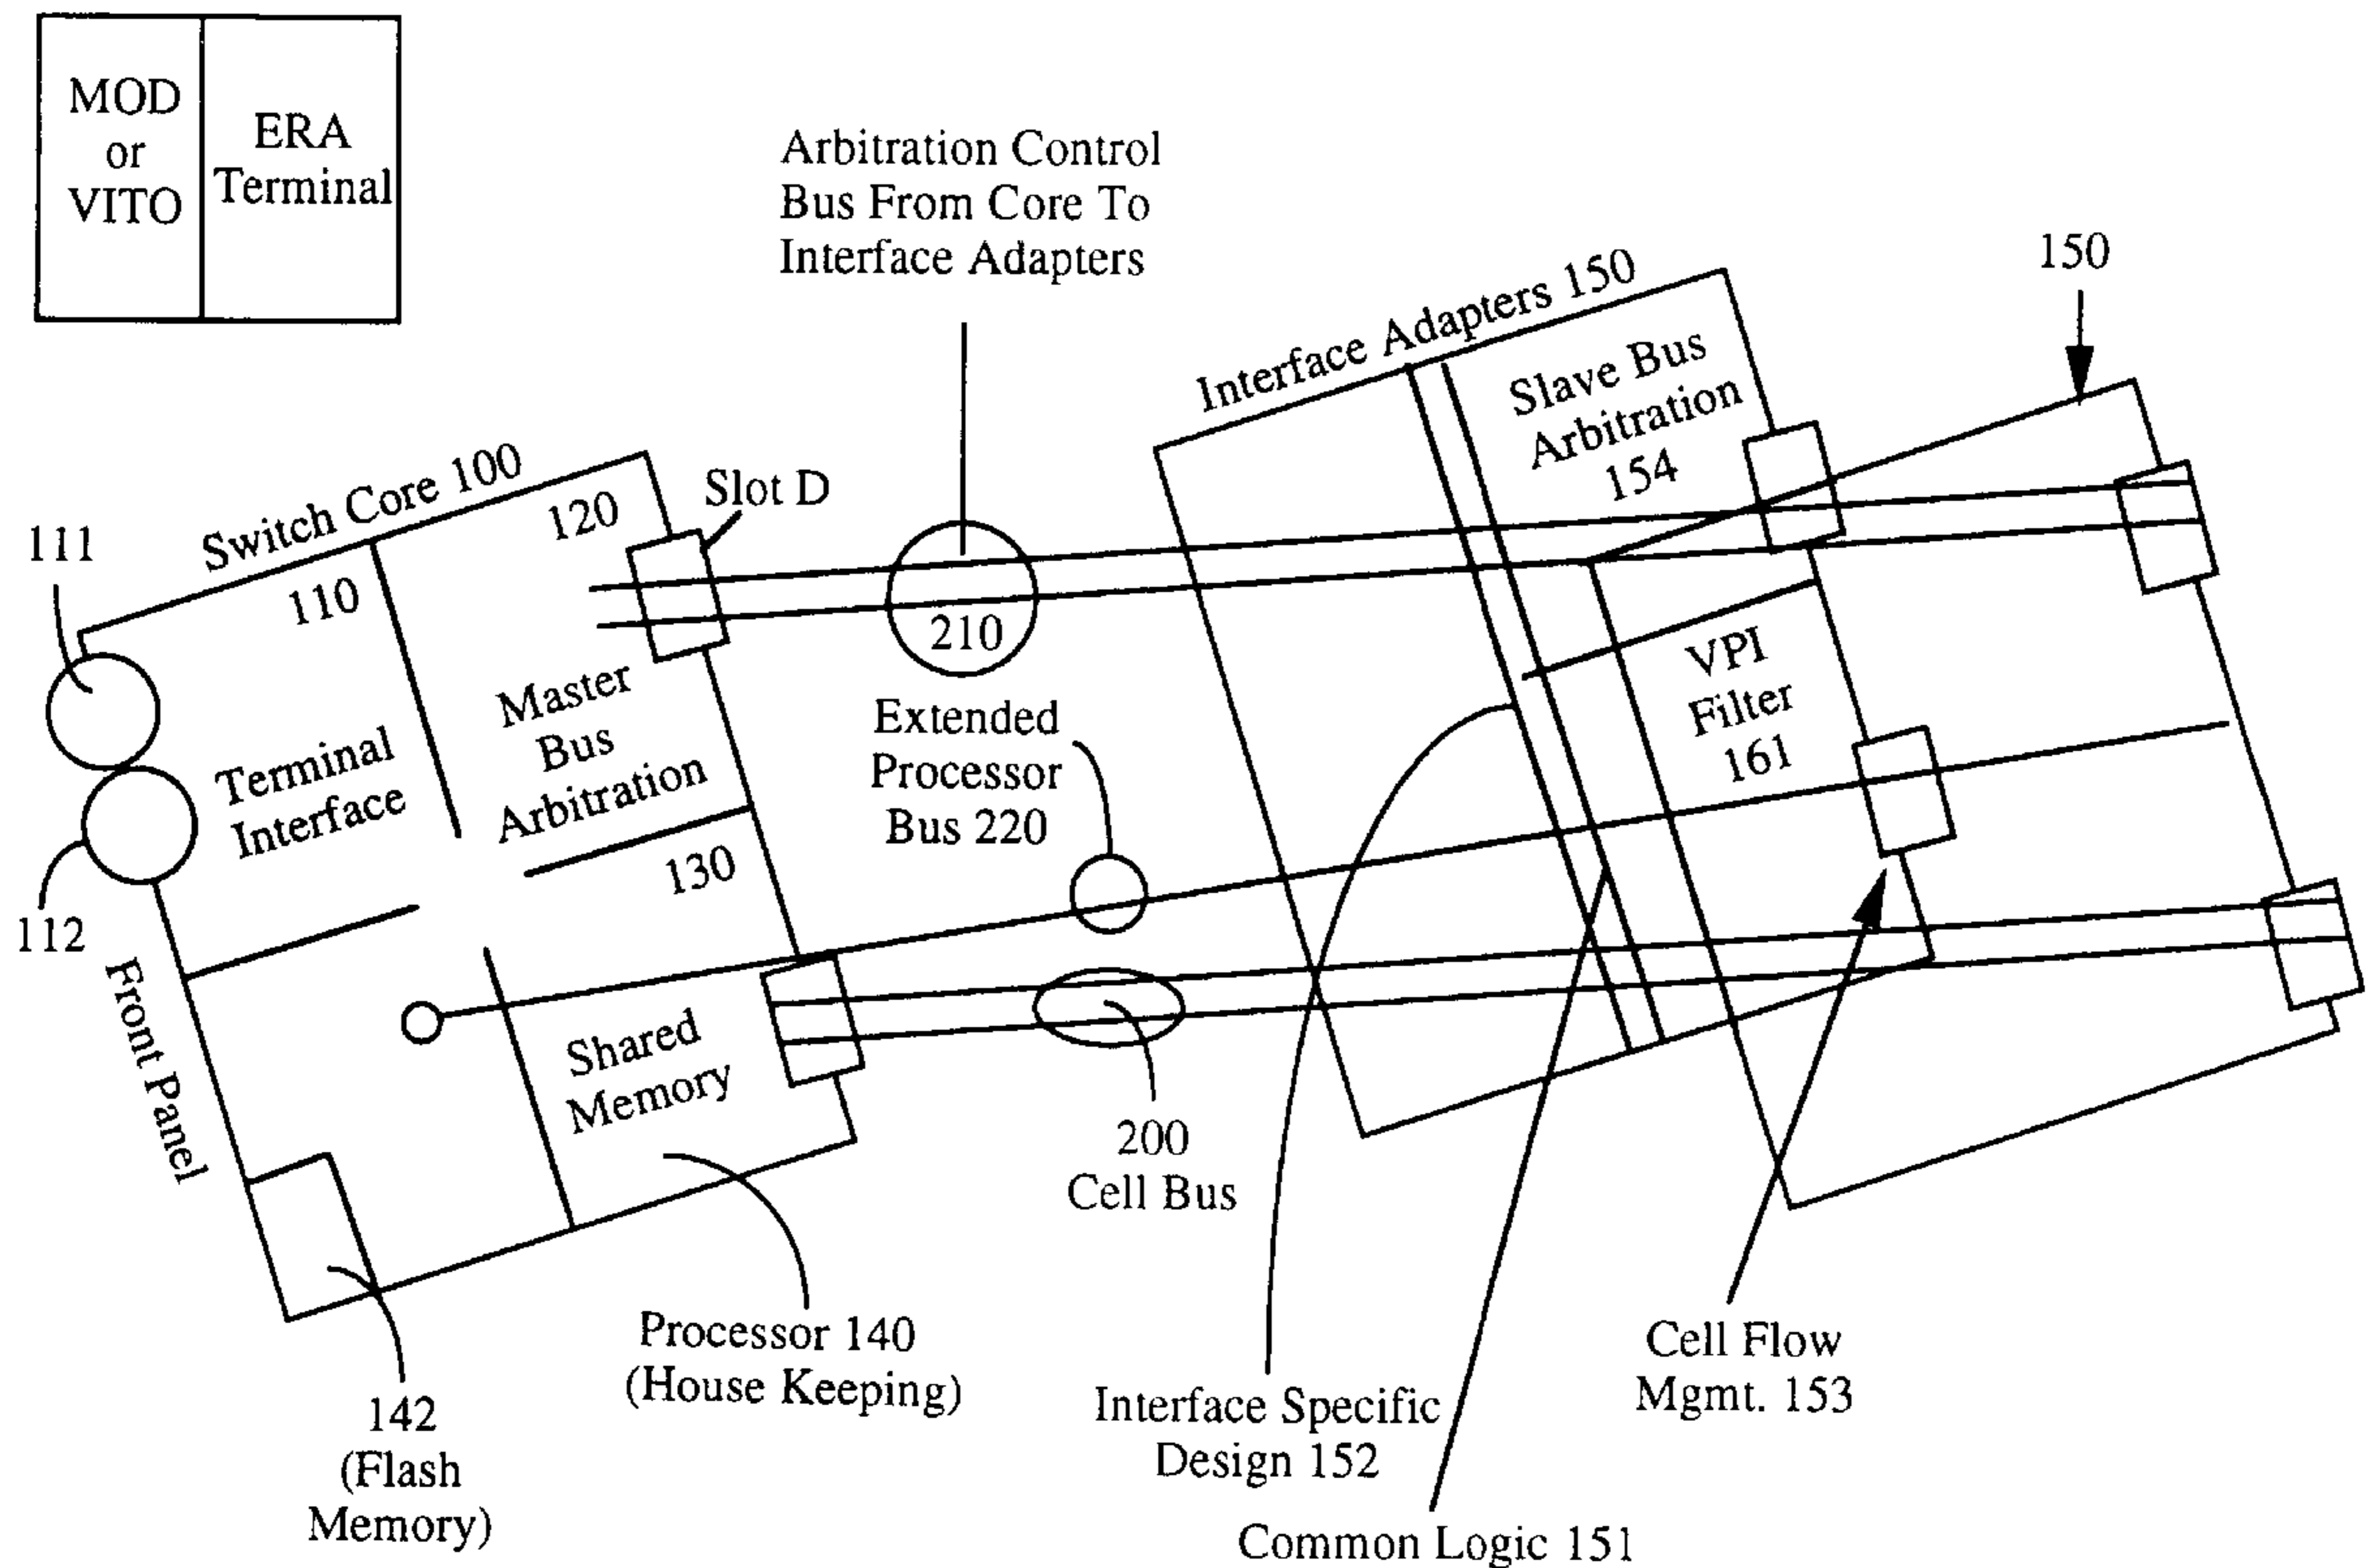 MOD
or
VITO
ERA
Terminal
Arbitration Control
Bus From Core To
Interface Adapters
150
Interface Adapters 150
Slave Bus
Arbitration
154
Switch Core 100
120
Slot D
111
110
210
Master
Bus
Arbitration
Terminal
Interface
Extended
Processor
Bus 220
VPI
Filter
161
130
112
Front Panel
Shared
Memory
200
Cell Bus
Processor 140
(House Keeping)
142
(Flash
Memory)
Interface Specific
Design 152
Cell Flow
Mgmt. 153
Common Logic 151